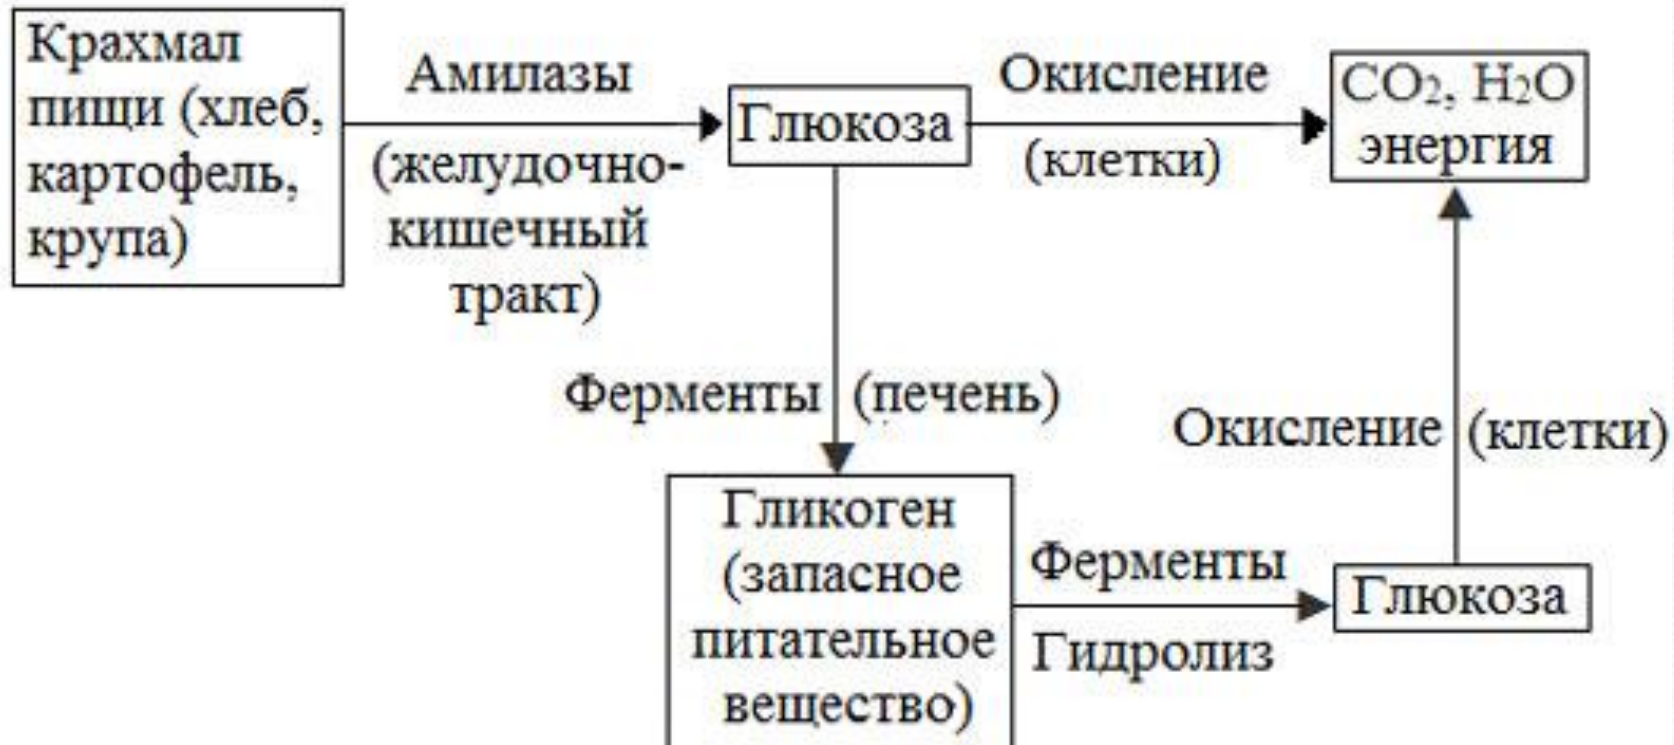 Крахмал
пищи (хлеб,
картофель,
крупа)
Амилазы
(желудочно-
кишечный
тракт)
Глюкоза
Окисление
(клетки)
CO₂, H₂O
энергия
Ферменты (печень)
Гликоген
(запасное
питательное
вещество)
Ферменты
Гидролиз
Глюкоза
Окисление (клетки)